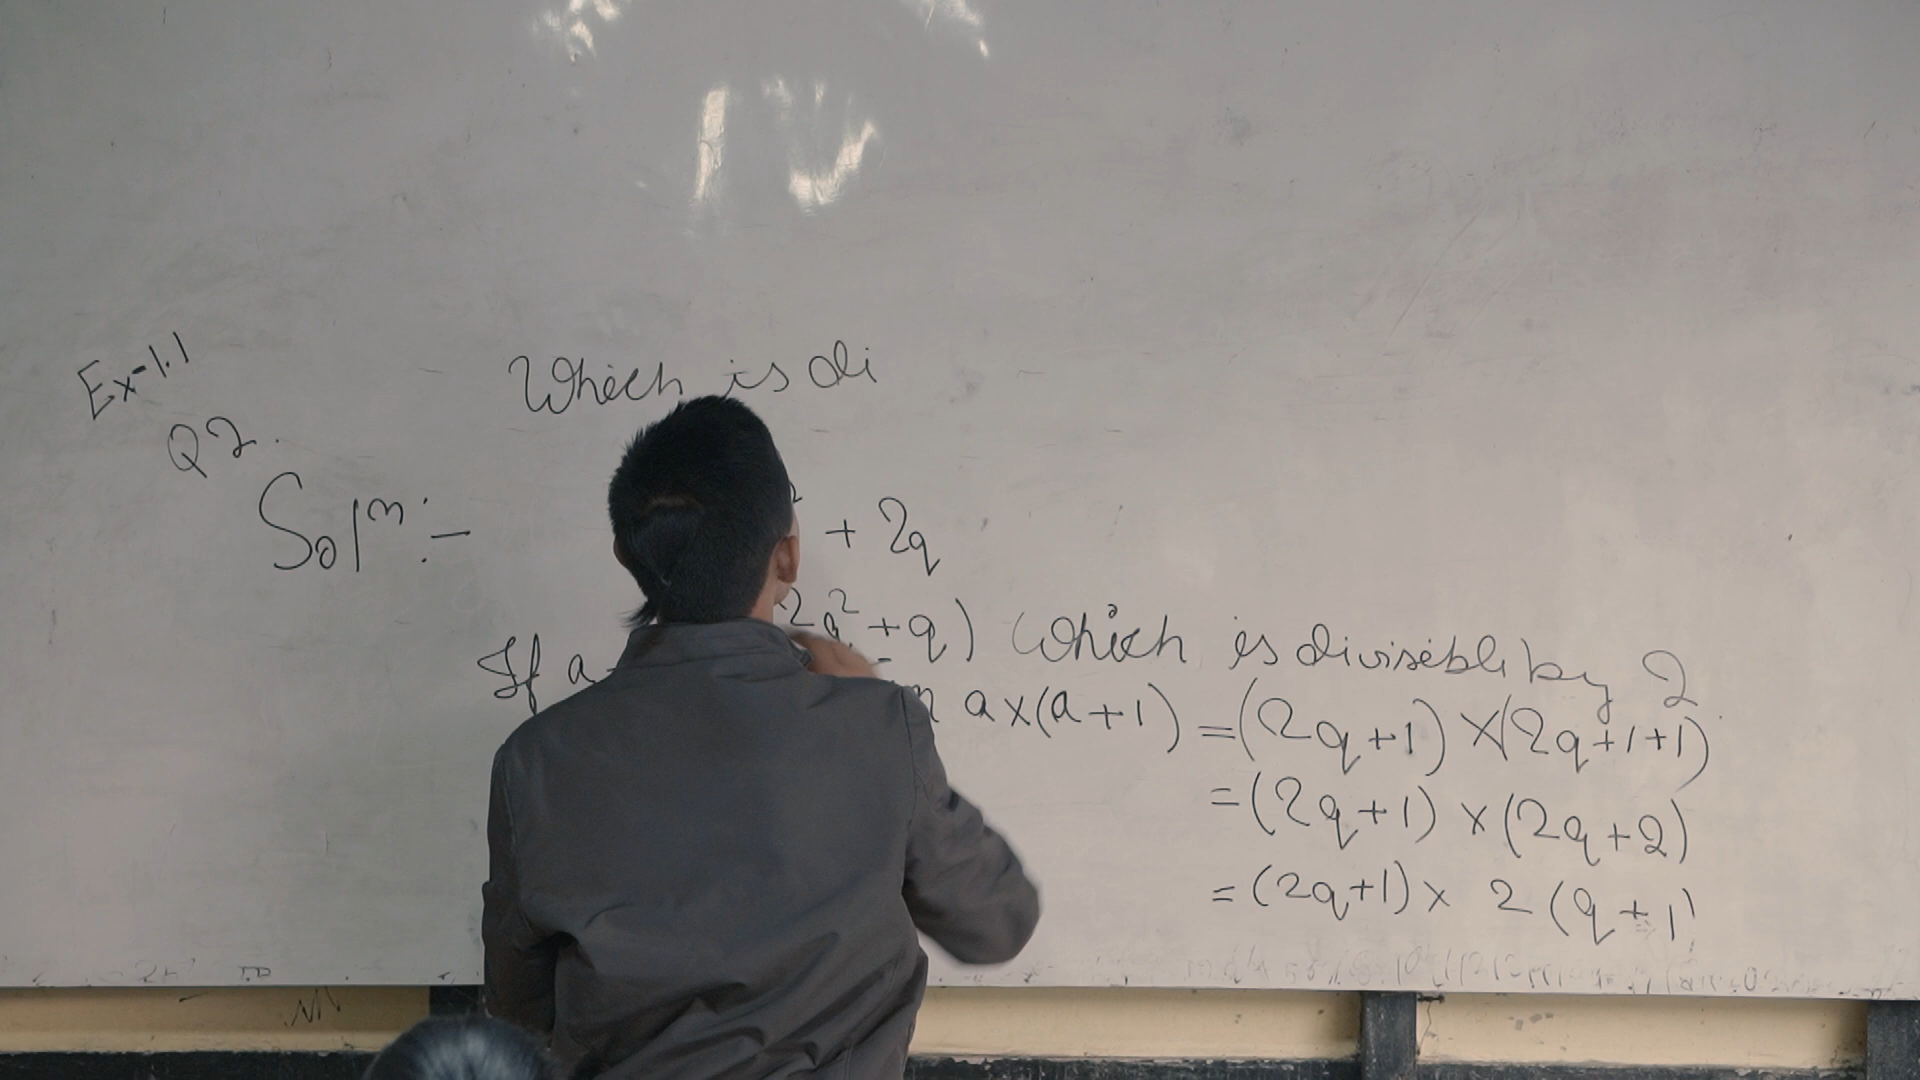 Ex-1.1
Which is di
Q2.
Solⁿ:-
² + 2q
2q² + q) which is divisible by 2
If a
a×(a+1) = (2q+1) ×(2q+1+1)
= (2q+1) ×(2q+2)
= (2q+1) × 2 (q+1)